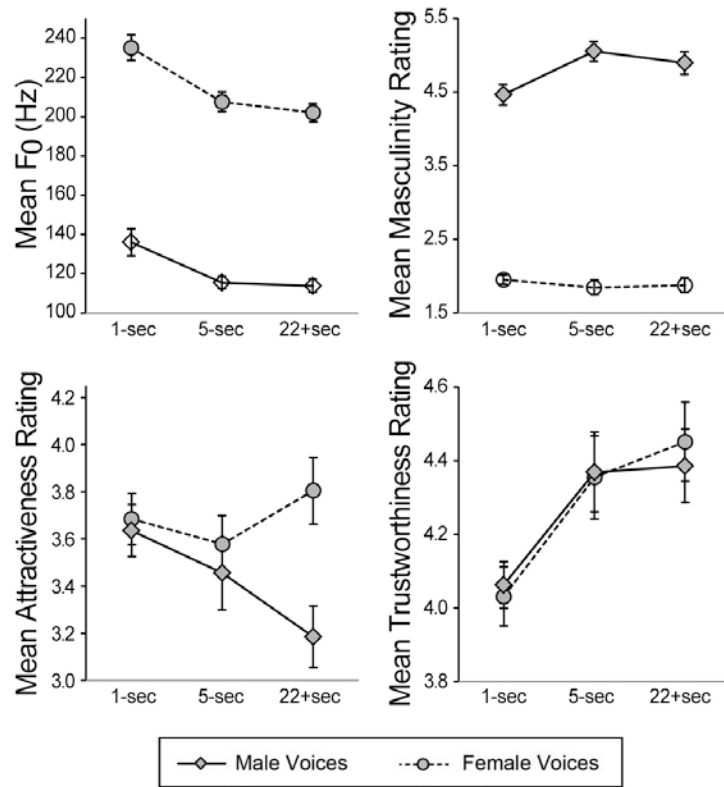 Mean F0 (Hz)
240
220
200
180
160
140
120
100
1-sec 5-sec 22+sec
Mean Masculinity Rating
5.5
4.5
3.5
2.5
1.5
1-sec 5-sec 22+sec
Mean Attractiveness Rating
4.2
4.0
3.8
3.6
3.4
3.2
3.0
1-sec 5-sec 22+sec
Mean Trustworthiness Rating
4.6
4.4
4.2
4.0
3.8
1-sec 5-sec 22+sec
Male Voices Female Voices